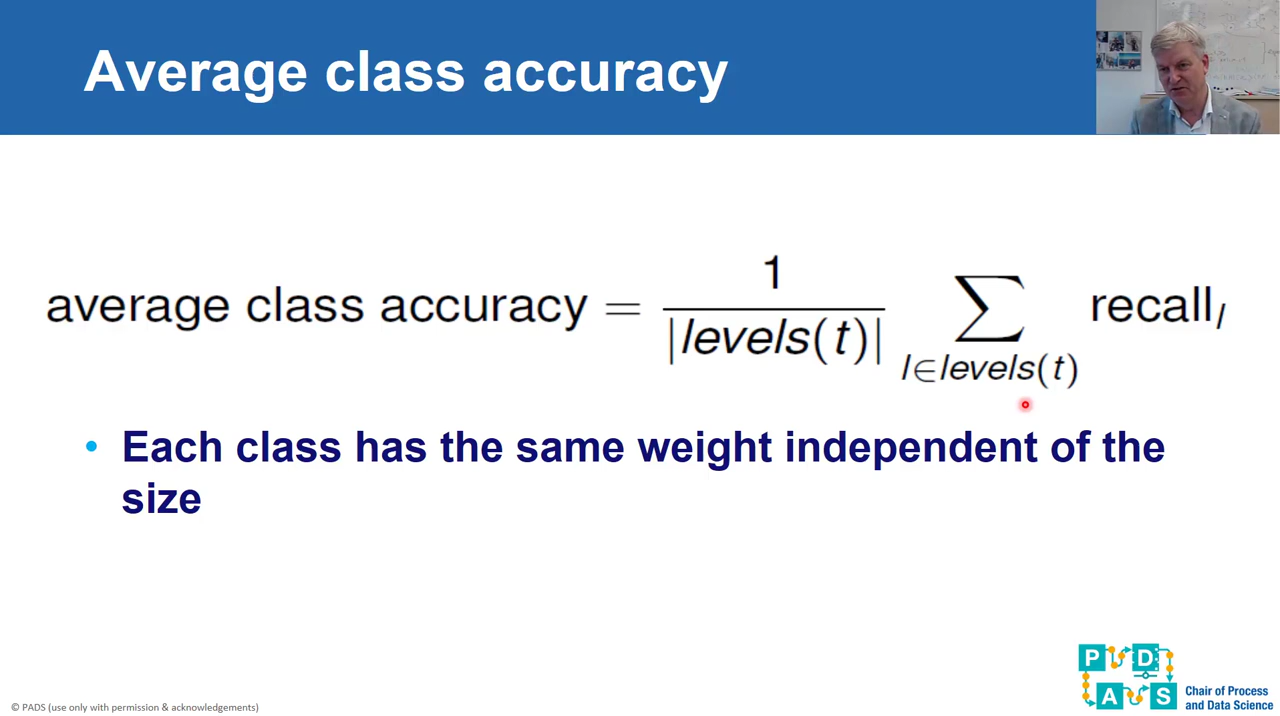 Average class accuracy
average class accuracy = 1 / |levels(t)| ∑ l∈levels(t) recall_l
• Each class has the same weight independent of the
size
P D
A S
Chair of Process
and Data Science
© PADS (use only with permission & acknowledgements)